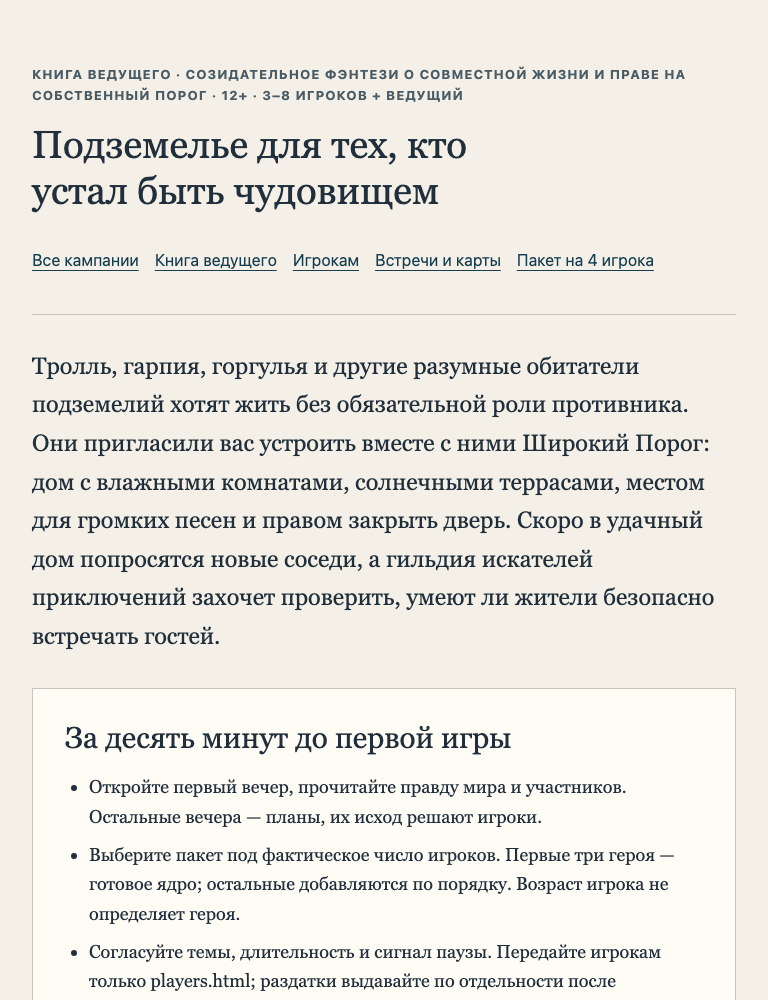 КНИГА ВЕДУЩЕГО · СОЗИДАТЕЛЬНОЕ ФЭНТЕЗИ О СОВМЕСТНОЙ ЖИЗНИ И ПРАВЕ НА
СОБСТВЕННЫЙ ПОРОГ · 12+ · 3–8 ИГРОКОВ + ВЕДУЩИЙ
Подземелье для тех, кто
устал быть чудовищем
Все кампании Книга ведущего Игрокам Встречи и карты Пакет на 4 игрока
Тролль, гарпия, горгулья и другие разумные обитатели
подземелий хотят жить без обязательной роли противника.
Они пригласили вас устроить вместе с ними Широкий Порог:
дом с влажными комнатами, солнечными террасами, местом
для громких песен и правом закрыть дверь. Скоро в удачный
дом попросятся новые соседи, а гильдия искателей
приключений захочет проверить, умеют ли жители безопасно
встречать гостей.
За десять минут до первой игры
• Откройте первый вечер, прочитайте правду мира и участников.
Остальные вечера — планы, их исход решают игроки.
• Выберите пакет под фактическое число игроков. Первые три героя —
готовое ядро; остальные добавляются по порядку. Возраст игрока не
определяет героя.
• Согласуйте темы, длительность и сигнал паузы. Передайте игрокам
только players.html; раздатки выдавайте по отдельности после